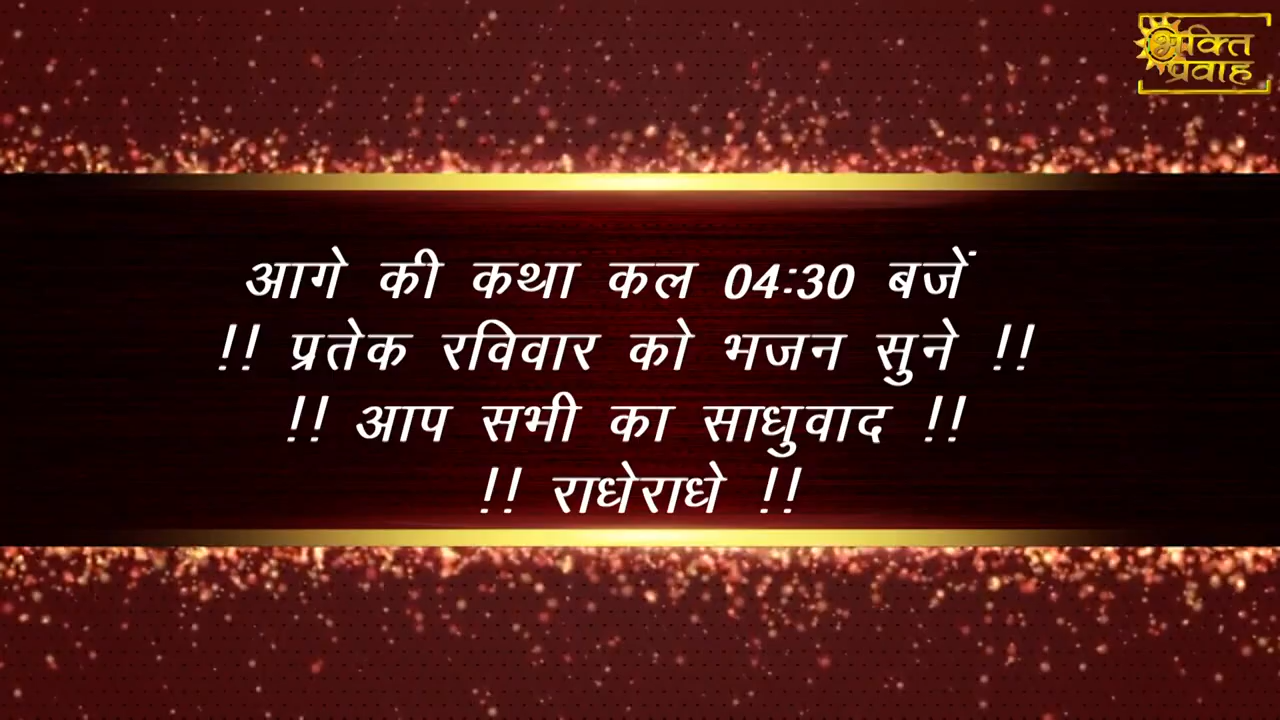 भक्ति
प्रवाह
आगे की कथा कल 04:30 बजें
!! प्रतेक रविवार को भजन सुने !!
!! आप सभी का साधुवाद !!
!! राधेराधे !!